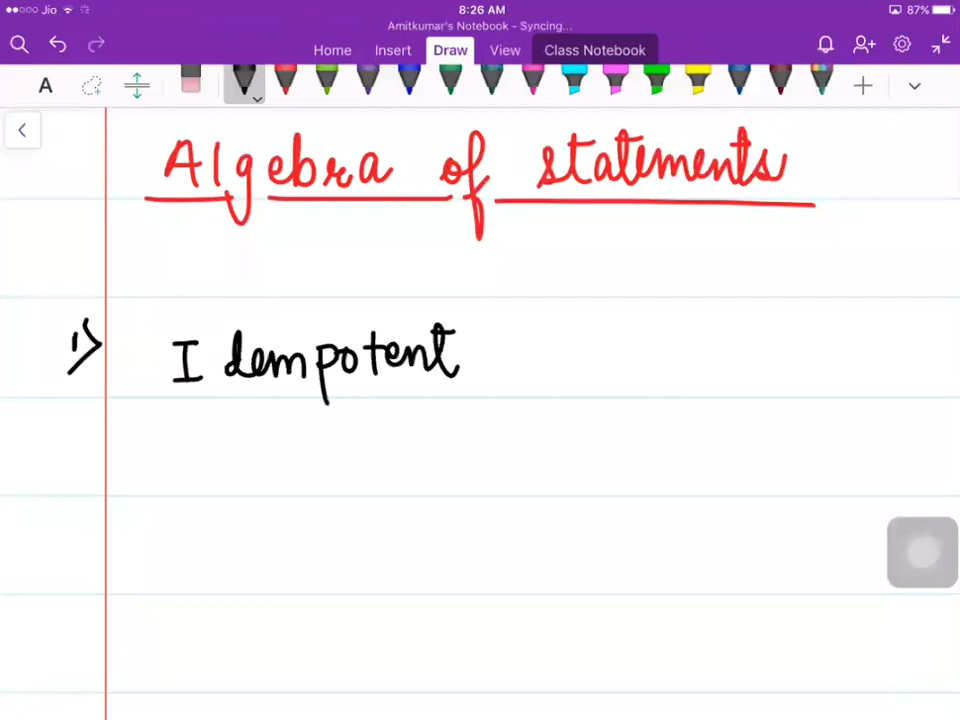 Jio 8:26 AM 87%
Amitkumar's Notebook - Syncing...
Home Insert Draw View Class Notebook
A
Algebra of statements
1) Idempotent